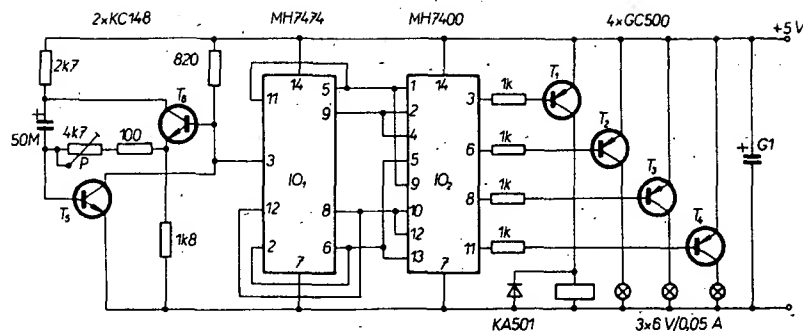 2×KC148 MH7474 MH7400 4×GC500
+5 V
2k7 820 14 14 T₁
T₆ 11 5 1 1k
9 2 3
50M 4k7 100 4 1k T₂
P 3 5 6
IO₁ 9 IO₂ 1k T₃ G1
T₅ 12 8 10 8
12 1k T₄
1k8 2 6 13 11
7 7
KA501 3×6 V/0,05 A